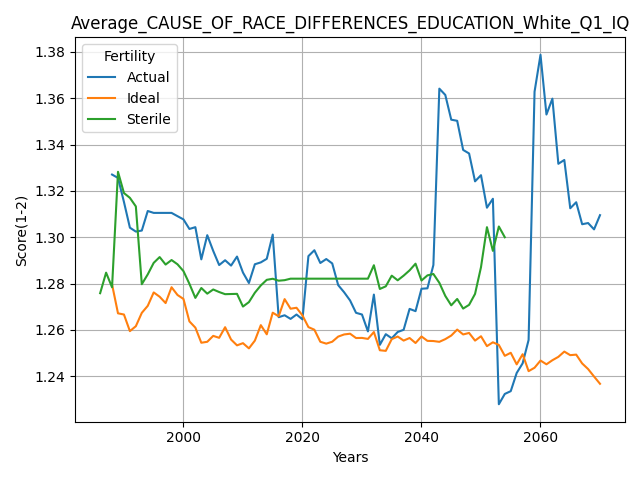 Average_CAUSE_OF_RACE_DIFFERENCES_EDUCATION_White_Q1_IQ
Fertility
Actual
Ideal
Sterile
Score(1-2)
1.38
1.36
1.34
1.32
1.30
1.28
1.26
1.24
2000
2020
2040
2060
Years